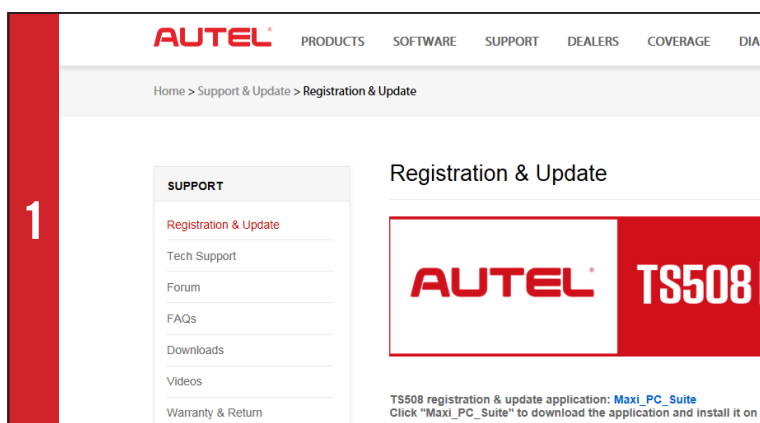 AUTEL PRODUCTS SOFTWARE SUPPORT DEALERS COVERAGE
Home > Support & Update > Registration & Update
1
SUPPORT
Registration & Update
Tech Support
Forum
FAQs
Downloads
Videos
Warranty & Return
Registration & Update
AUTEL TS508
TS508 registration & update application: Maxi_PC_Suite
Click "Maxi_PC_Suite" to download the application and install it on